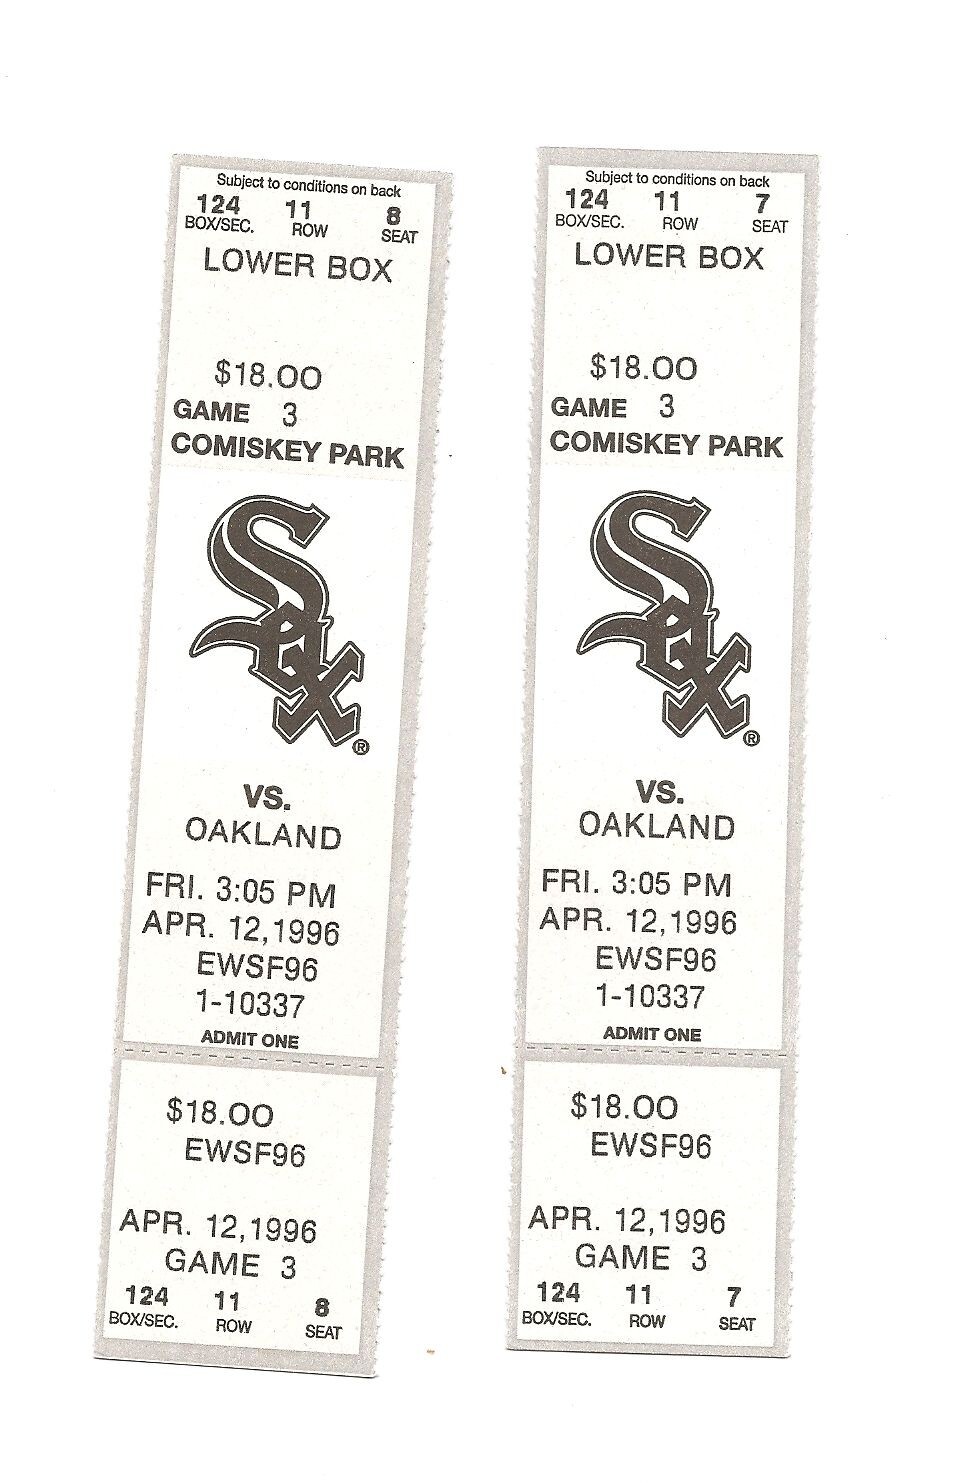 Subject to conditions on back
124 11 8
BOX/SEC. ROW SEAT
LOWER BOX
$18.00
GAME 3
COMISKEY PARK
Sox
®
VS.
OAKLAND
FRI. 3:05 PM
APR. 12,1996
EWSF96
1-10337
ADMIT ONE
$18.00
EWSF96
APR. 12,1996
GAME 3
124 11 8
BOX/SEC. ROW SEAT
Subject to conditions on back
124 11 7
BOX/SEC. ROW SEAT
LOWER BOX
$18.00
GAME 3
COMISKEY PARK
Sox
®
VS.
OAKLAND
FRI. 3:05 PM
APR. 12,1996
EWSF96
1-10337
ADMIT ONE
$18.00
EWSF96
APR. 12,1996
GAME 3
124 11 7
BOX/SEC. ROW SEAT